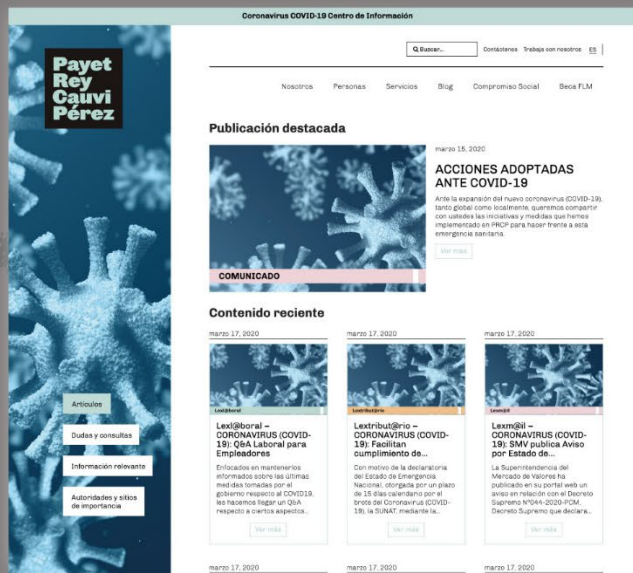 Coronavirus COVID-19 Centro de Información
Payet
Rey
Cauvi
Pérez
Buscar...
Contáctenos Trabaja con nosotros ES
Nosotros Personas Servicios Blog Compromiso Social Beca FLM
Publicación destacada
COMUNICADO
marzo 15, 2020
ACCIONES ADOPTADAS
ANTE COVID-19
Ante la expansión del nuevo coronavirus (COVID-19),
tanto global como localmente, queremos compartir
con ustedes las iniciativas y medidas que hemos
implementado en PRCP para hacer frente a esta
emergencia sanitaria.
Ver más
Contenido reciente
marzo 17, 2020
Lexl@boral
Lexl@boral –
CORONAVIRUS (COVID-
19): Q&A Laboral para
Empleadores
Enfocados en mantenerlos
informados sobre las últimas
medidas tomadas por el
gobierno respecto al COVID19,
les hacemos llegar un Q&A
respecto a ciertos aspectos...
Ver más
marzo 17, 2020
Lextribut@rio
Lextribut@rio –
CORONAVIRUS (COVID-
19): Facilitan
cumplimiento de...
Con motivo de la declaratoria
del Estado de Emergencia
Nacional, otorgada por un plazo
de 15 días calendario por el
brote del Coronavirus (COVID-
19), la SUNAT, mediante la...
Ver más
marzo 17, 2020
Lexm@il
Lexm@il –
CORONAVIRUS (COVID-
19): SMV publica Aviso
por Estado de...
La Superintendencia del
Mercado de Valores ha
publicado en su portal web un
aviso en relación con el Decreto
Supremo N°044-2020-PCM,
Decreto Supremo que declara...
Ver más
Artículos
Dudas y consultas
Información relevante
Autoridades y sitios
de importancia
marzo 17, 2020
marzo 17, 2020
marzo 17, 2020